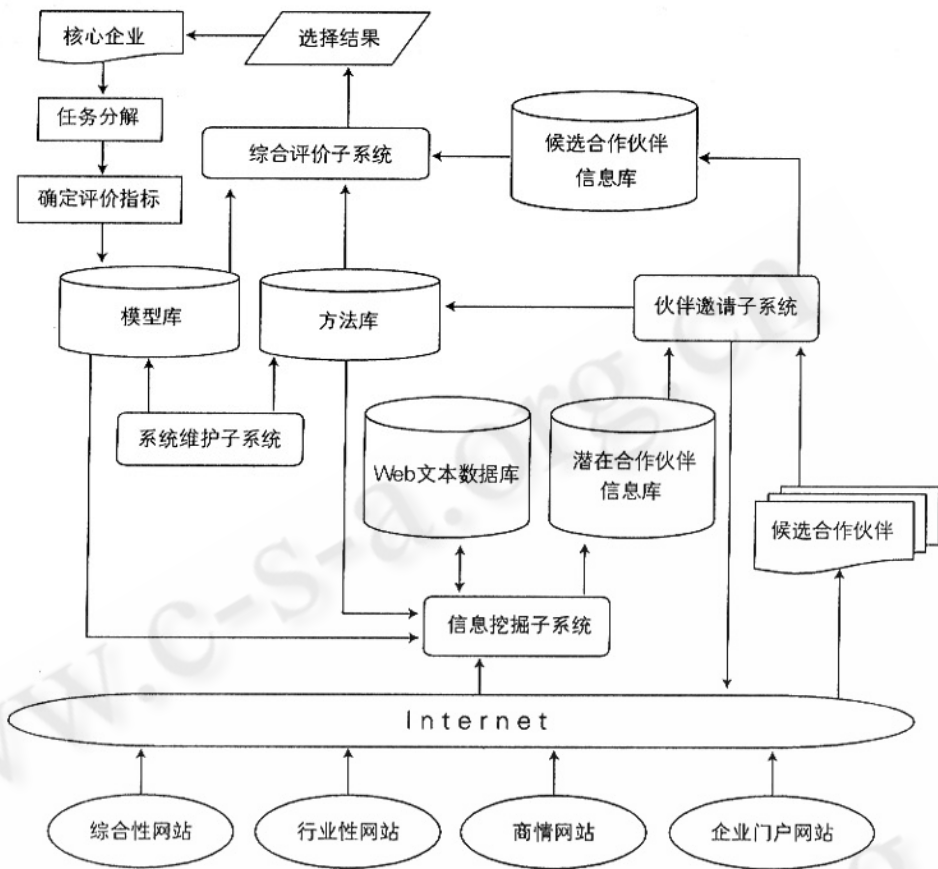 核心企业
选择结果
任务分解
综合评价子系统
候选合作伙伴
信息库
确定评价指标
模型库
方法库
伙伴邀请子系统
系统维护子系统
Web文本数据库
潜在合作伙伴
信息库
候选合作伙伴
信息挖掘子系统
Internet
综合性网站
行业性网站
商情网站
企业门户网站
www.c-s-a.org.cn